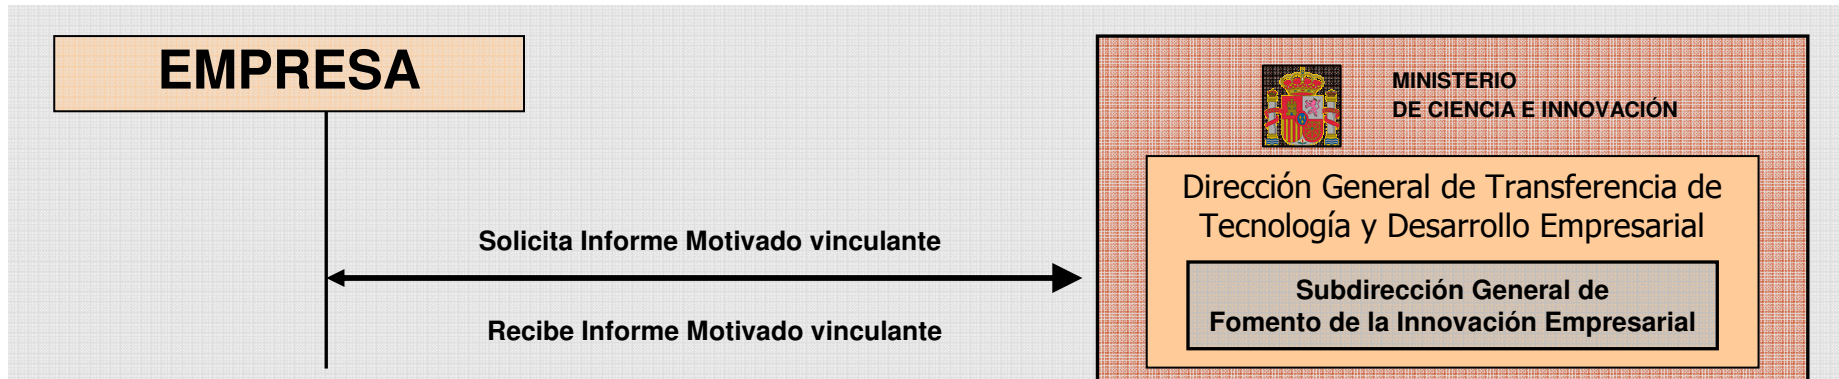 EMPRESA
MINISTERIO
DE CIENCIA E INNOVACIÓN
Dirección General de Transferencia de
Tecnología y Desarrollo Empresarial
Solicita Informe Motivado vinculante
Subdirección General de
Fomento de la Innovación Empresarial
Recibe Informe Motivado vinculante